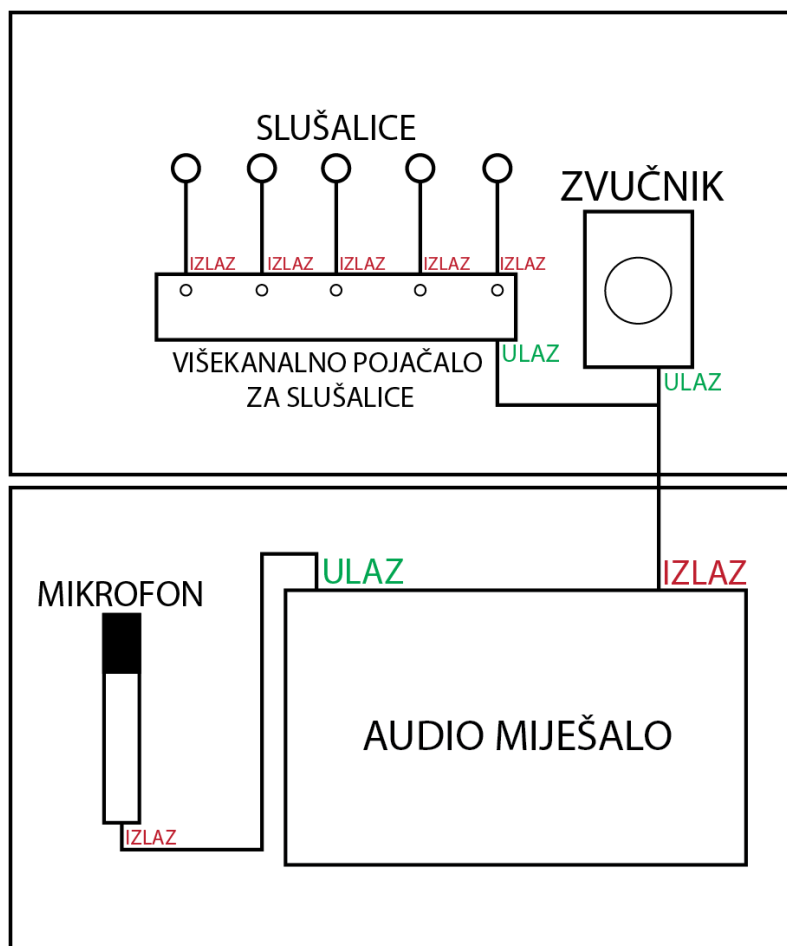 SLUŠALICE
ZVUČNIK
IZLAZ IZLAZ IZLAZ IZLAZ IZLAZ
VIŠEKANALNO POJAČALO
ZA SLUŠALICE
ULAZ
ULAZ
MIKROFON
ULAZ
IZLAZ
AUDIO MIJEŠALO
IZLAZ